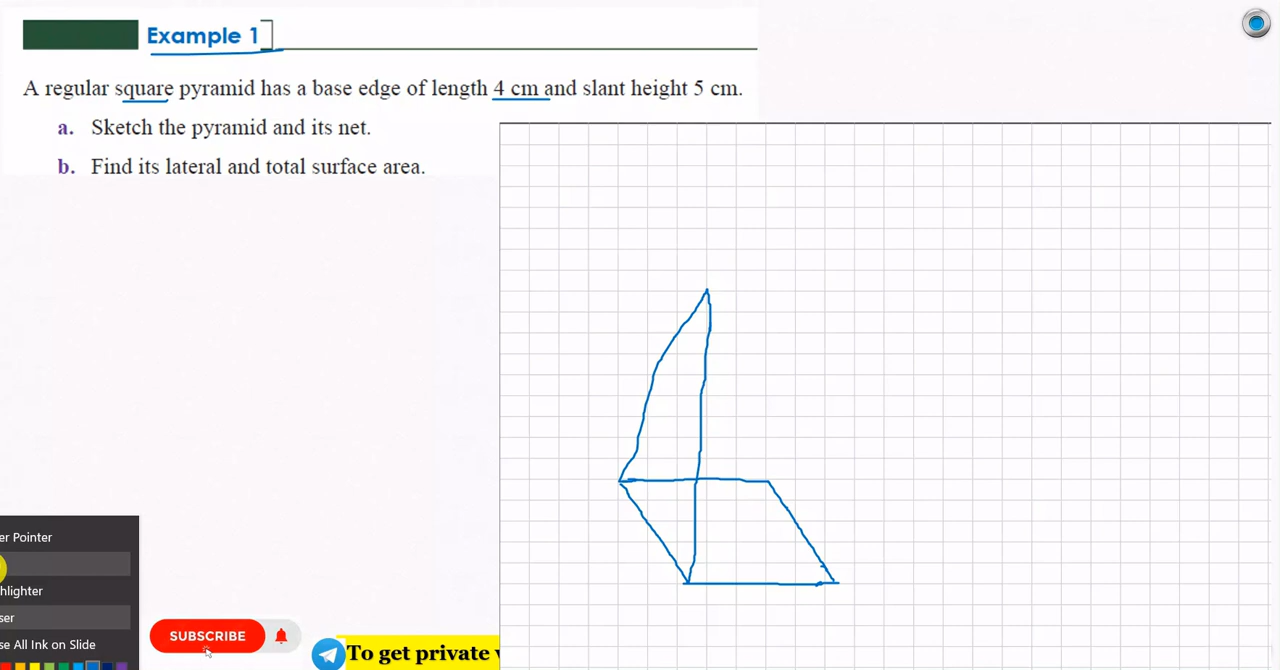 Example 1
A regular square pyramid has a base edge of length 4 cm and slant height 5 cm.
a. Sketch the pyramid and its net.
b. Find its lateral and total surface area.
er Pointer
hlighter
ser
se All Ink on Slide
SUBSCRIBE
To get private